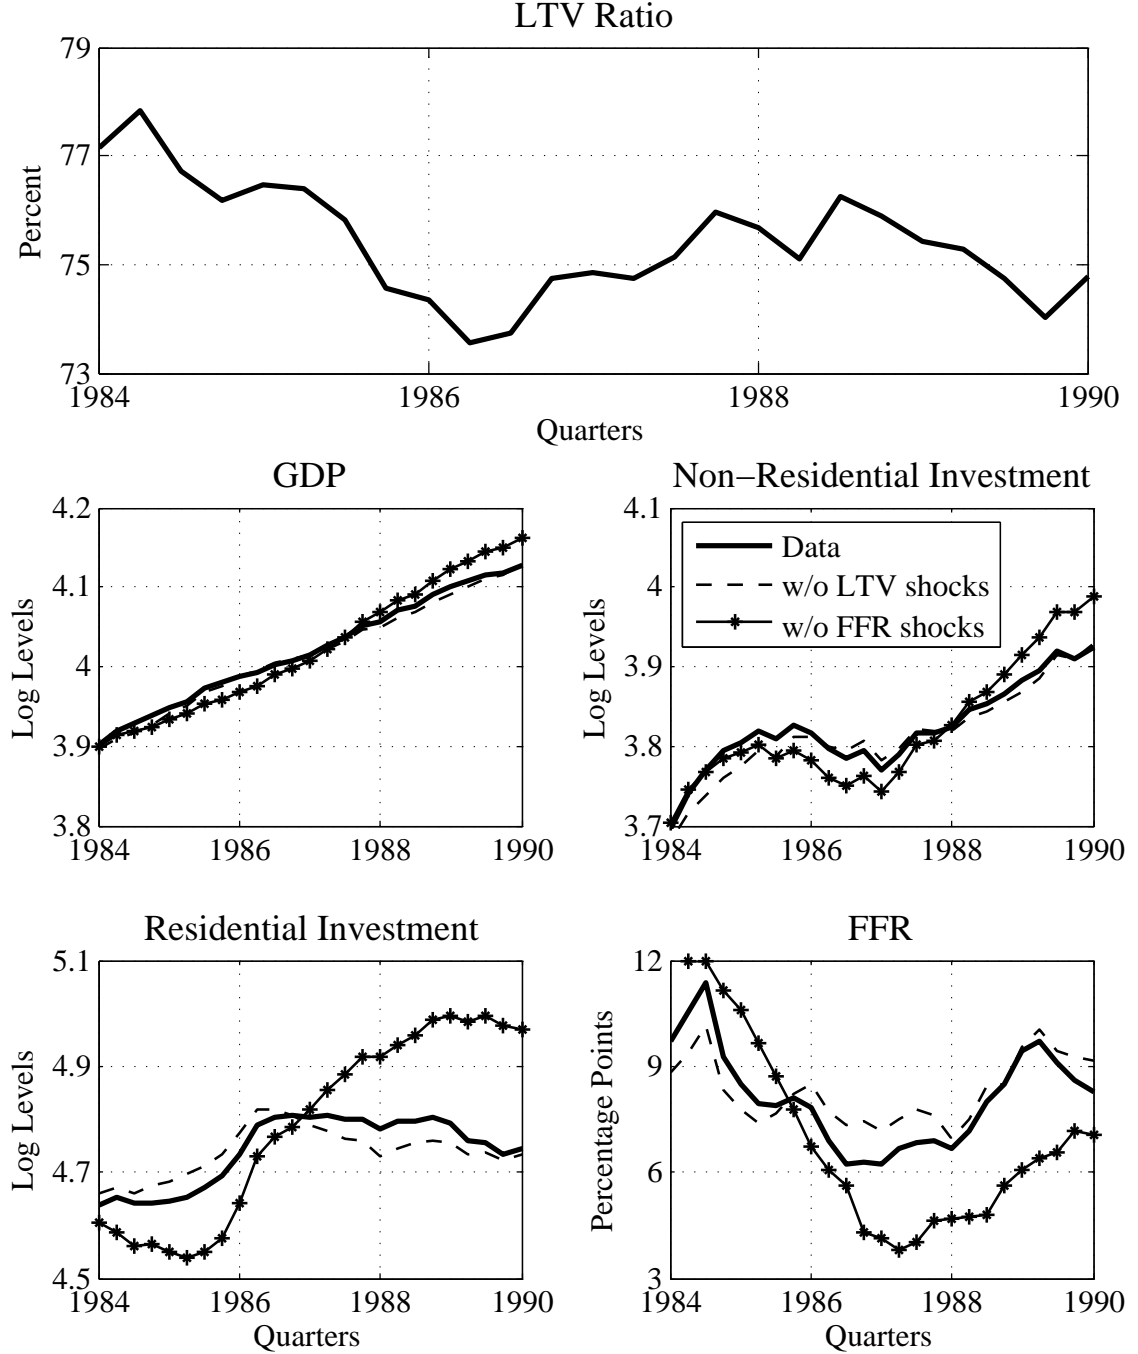 LTV Ratio
79
77
75
73
Percent
1984 1986 1988 1990
Quarters
GDP
4.2
4.1
4
3.9
3.8
Log Levels
1984 1986 1988 1990
Non−Residential Investment
4.1
4
3.9
3.8
3.7
Log Levels
Data
w/o LTV shocks
w/o FFR shocks
1984 1986 1988 1990
Residential Investment
5.1
4.9
4.7
4.5
Log Levels
1984 1986 1988 1990
Quarters
FFR
12
9
6
3
Percentage Points
1984 1986 1988 1990
Quarters